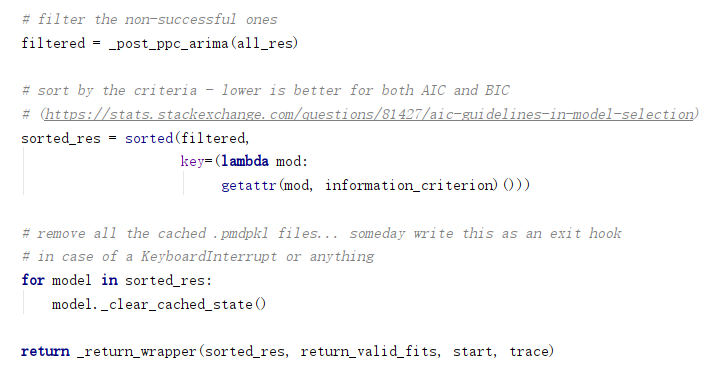 # filter the non-successful ones
filtered = _post_ppc_arima(all_res)
# sort by the criteria - lower is better for both AIC and BIC
# (https://stats.stackexchange.com/questions/81427/aic-guidelines-in-model-selection)
sorted_res = sorted(filtered,
key=(lambda mod:
getattr(mod, information_criterion)()))
# remove all the cached .pmdpkl files... someday write this as an exit hook
# in case of a KeyboardInterrupt or anything
for model in sorted_res:
model._clear_cached_state()
return _return_wrapper(sorted_res, return_valid_fits, start, trace)